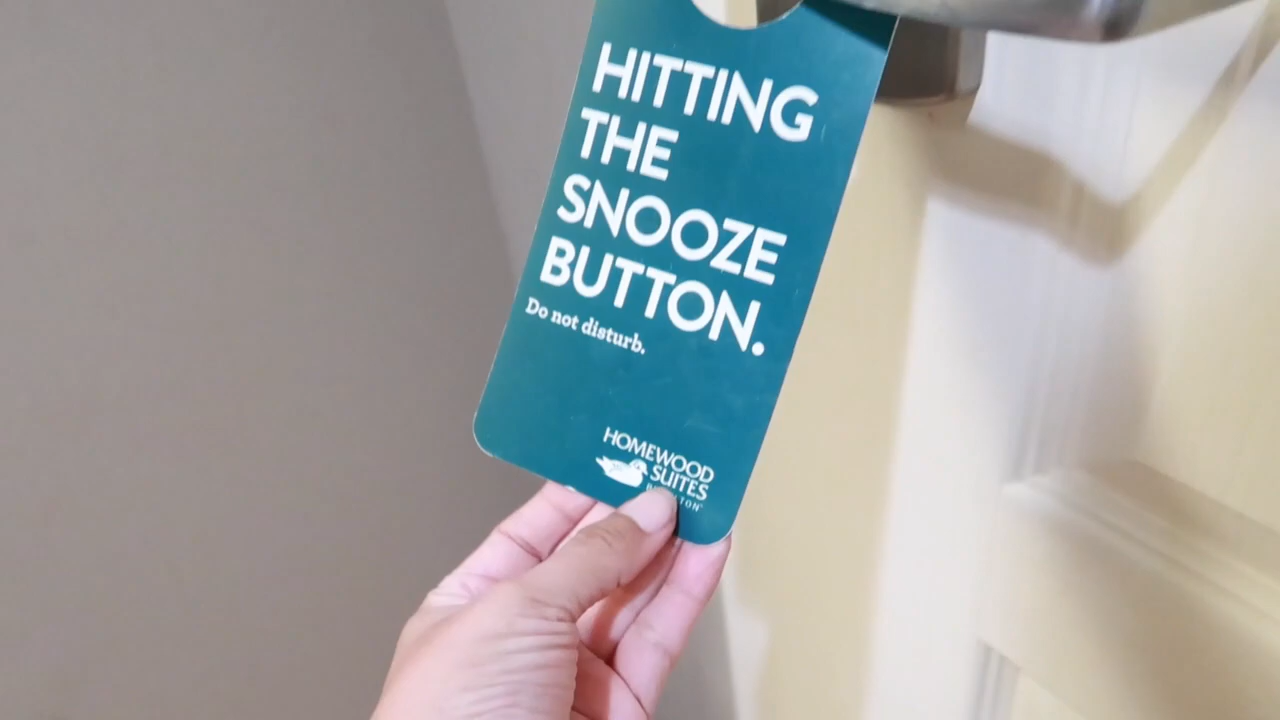 HITTING
THE
SNOOZE
BUTTON.
Do not disturb.
HOMEWOOD
SUITES